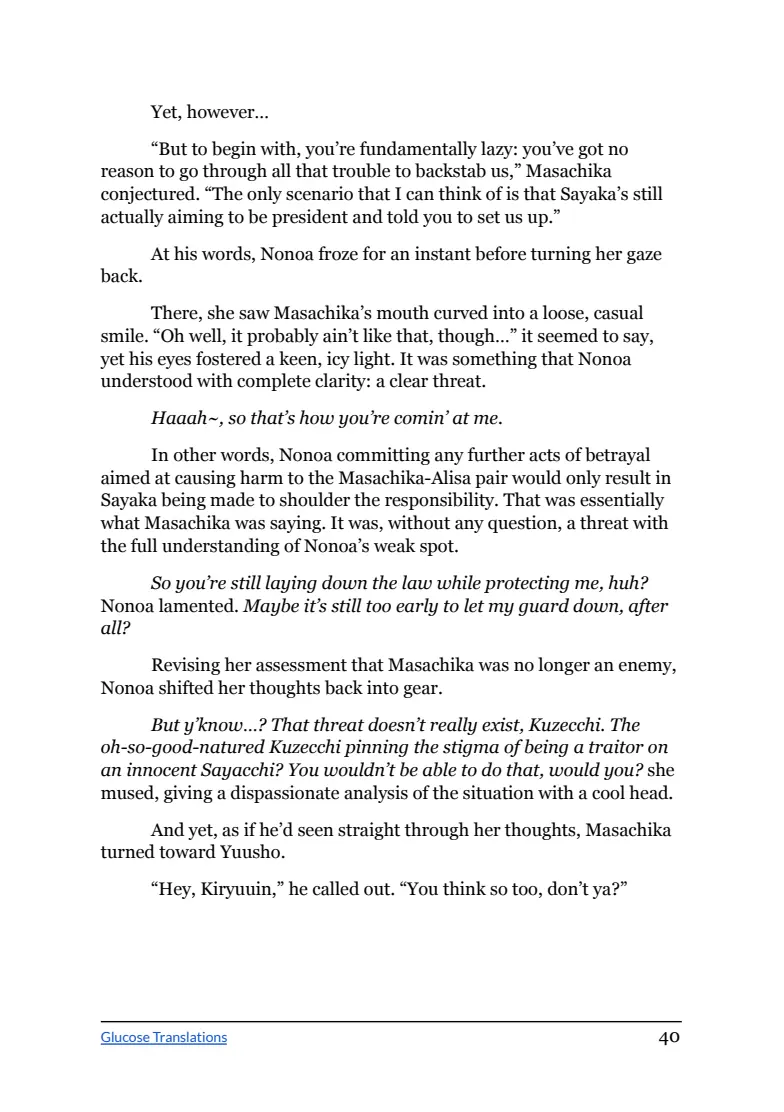 Yet, however…
“But to begin with, you’re fundamentally lazy: you’ve got no
reason to go through all that trouble to backstab us,” Masachika
conjectured. “The only scenario that I can think of is that Sayaka’s still
actually aiming to be president and told you to set us up.”
At his words, Nonoa froze for an instant before turning her gaze
back.
There, she saw Masachika’s mouth curved into a loose, casual
smile. “Oh well, it probably ain’t like that, though…” it seemed to say,
yet his eyes fostered a keen, icy light. It was something that Nonoa
understood with complete clarity: a clear threat.
Haaah~, so that’s how you’re comin’ at me.
In other words, Nonoa committing any further acts of betrayal
aimed at causing harm to the Masachika-Alisa pair would only result in
Sayaka being made to shoulder the responsibility. That was essentially
what Masachika was saying. It was, without any question, a threat with
the full understanding of Nonoa’s weak spot.
So you’re still laying down the law while protecting me, huh?
Nonoa lamented. Maybe it’s still too early to let my guard down, after
all?
Revising her assessment that Masachika was no longer an enemy,
Nonoa shifted her thoughts back into gear.
But y’know…? That threat doesn’t really exist, Kuzecchi. The
oh-so-good-natured Kuzecchi pinning the stigma of being a traitor on
an innocent Sayacchi? You wouldn’t be able to do that, would you? she
mused, giving a dispassionate analysis of the situation with a cool head.
And yet, as if he’d seen straight through her thoughts, Masachika
turned toward Yuusho.
“Hey, Kiryuuin,” he called out. “You think so too, don’t ya?”
Glucose Translations 40